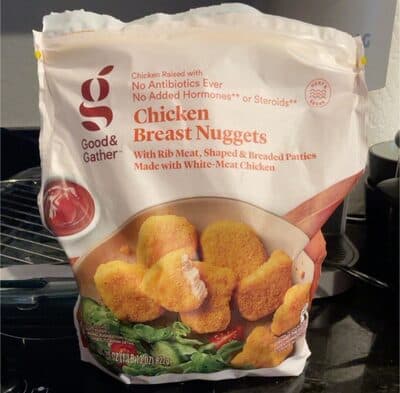 Chicken Raised with
No Antibiotics Ever
No Added Hormones** or Steroids**
g
Good &
Gather™
Chicken
Breast Nuggets
With Rib Meat, Shaped & Breaded Patties
Made with White-Meat Chicken